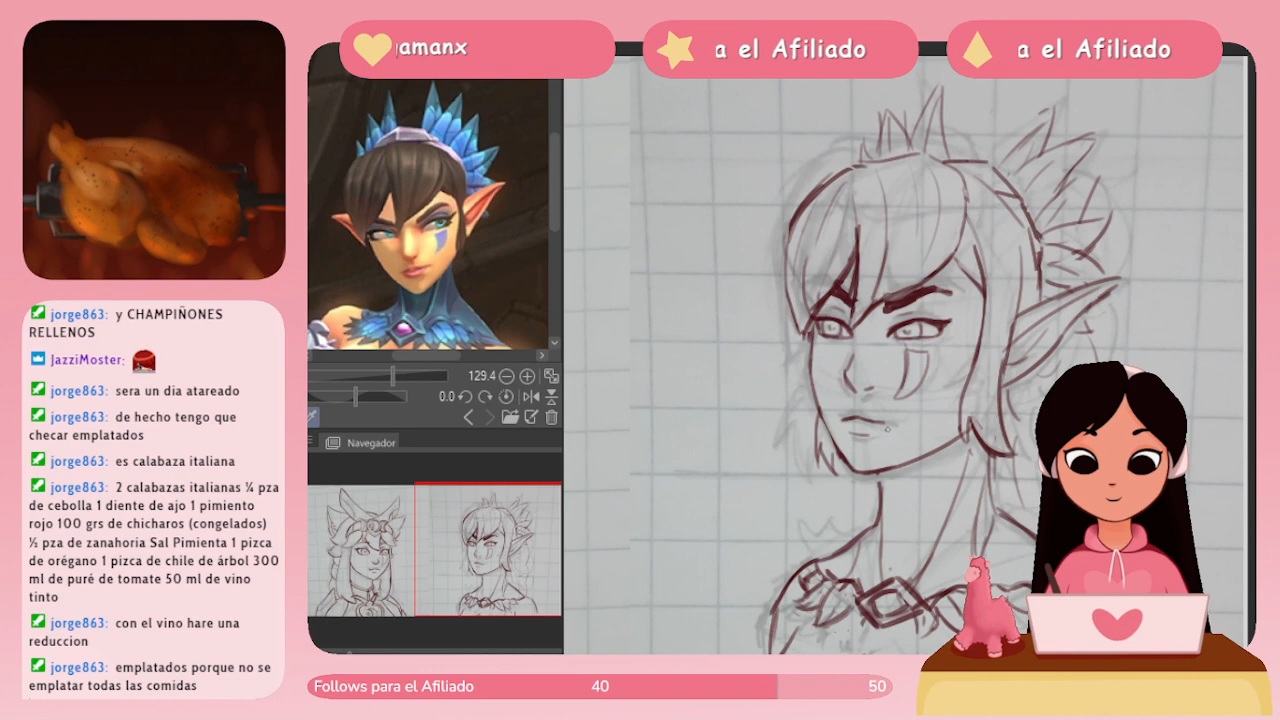 amanx
a el Afiliado
a el Afiliado
jorge863: y CHAMPIÑONES
RELLENOS
JazziMoster:
jorge863: sera un dia atareado
jorge863: de hecho tengo que
checar emplatados
jorge863: es calabaza italiana
jorge863: 2 calabazas italianas ¼ pza
de cebolla 1 diente de ajo 1 pimiento
rojo 100 grs de chicharos (congelados)
½ pza de zanahoria Sal Pimienta 1 pizca
de orégano 1 pizca de chile de árbol 300
ml de puré de tomate 50 ml de vino
tinto
jorge863: con el vino hare una
reduccion
jorge863: emplatados porque no se
emplatar todas las comidas
129.4
0.0
Navegador
Follows para el Afiliado 40 50